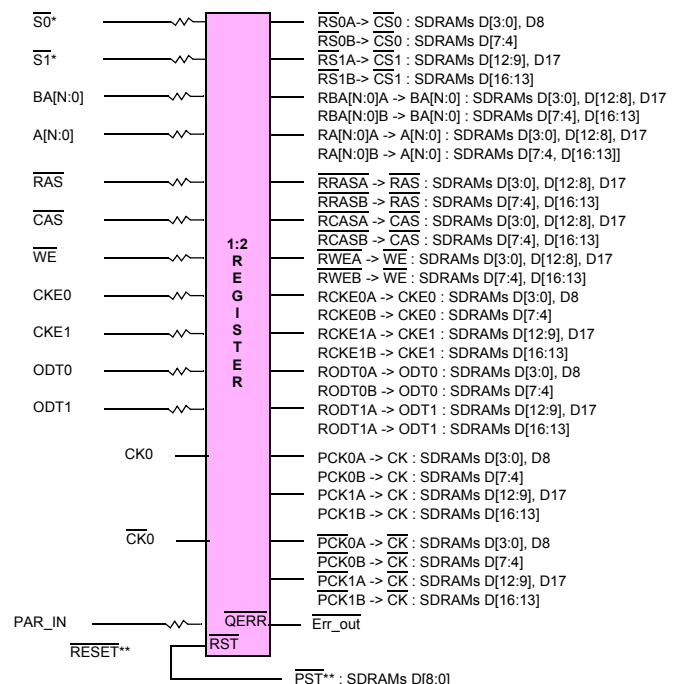 S0*
S1*
BA[N:0]
A[N:0]
RAS
CAS
WE
CKE0
CKE1
ODT0
ODT1
CK0
CK0
PAR_IN
RESET**
1:2
R
E
G
I
S
T
E
R
QERR
RST
RS0A-> CS0 : SDRAMs D[3:0], D8
RS0B-> CS0 : SDRAMs D[7:4]
RS1A-> CS1 : SDRAMs D[12:9], D17
RS1B-> CS1 : SDRAMs D[16:13]
RBA[N:0]A -> BA[N:0] : SDRAMs D[3:0], D[12:8], D17
RBA[N:0]B -> BA[N:0] : SDRAMs D[7:4], D[16:13]
RA[N:0]A -> A[N:0] : SDRAMs D[3:0], D[12:8], D17
RA[N:0]B -> A[N:0] : SDRAMs D[7:4, D[16:13]]
RRASA -> RAS : SDRAMs D[3:0], D[12:8], D17
RRASB -> RAS : SDRAMs D[7:4], D[16:13]
RCASA -> CAS : SDRAMs D[3:0], D[12:8], D17
RCASB -> CAS : SDRAMs D[7:4], D[16:13]
RWEA -> WE : SDRAMs D[3:0], D[12:8], D17
RWEB -> WE : SDRAMs D[7:4], D[16:13]
RCKE0A -> CKE0 : SDRAMs D[3:0], D8
RCKE0B -> CKE0 : SDRAMs D[7:4]
RCKE1A -> CKE1 : SDRAMs D[12:9], D17
RCKE1B -> CKE1 : SDRAMs D[16:13]
RODT0A -> ODT0 : SDRAMs D[3:0], D8
RODT0B -> ODT0 : SDRAMs D[7:4]
RODT1A -> ODT1 : SDRAMs D[12:9], D17
RODT1A -> ODT1 : SDRAMs D[16:13]
PCK0A -> CK : SDRAMs D[3:0], D8
PCK0B -> CK : SDRAMs D[7:4]
PCK1A -> CK : SDRAMs D[12:9], D17
PCK1B -> CK : SDRAMs D[16:13]
PCK0A -> CK : SDRAMs D[3:0], D8
PCK0B -> CK : SDRAMs D[7:4]
PCK1A -> CK : SDRAMs D[12:9], D17
PCK1B -> CK : SDRAMs D[16:13]
Err_out
PST** : SDRAMs D[8:0]